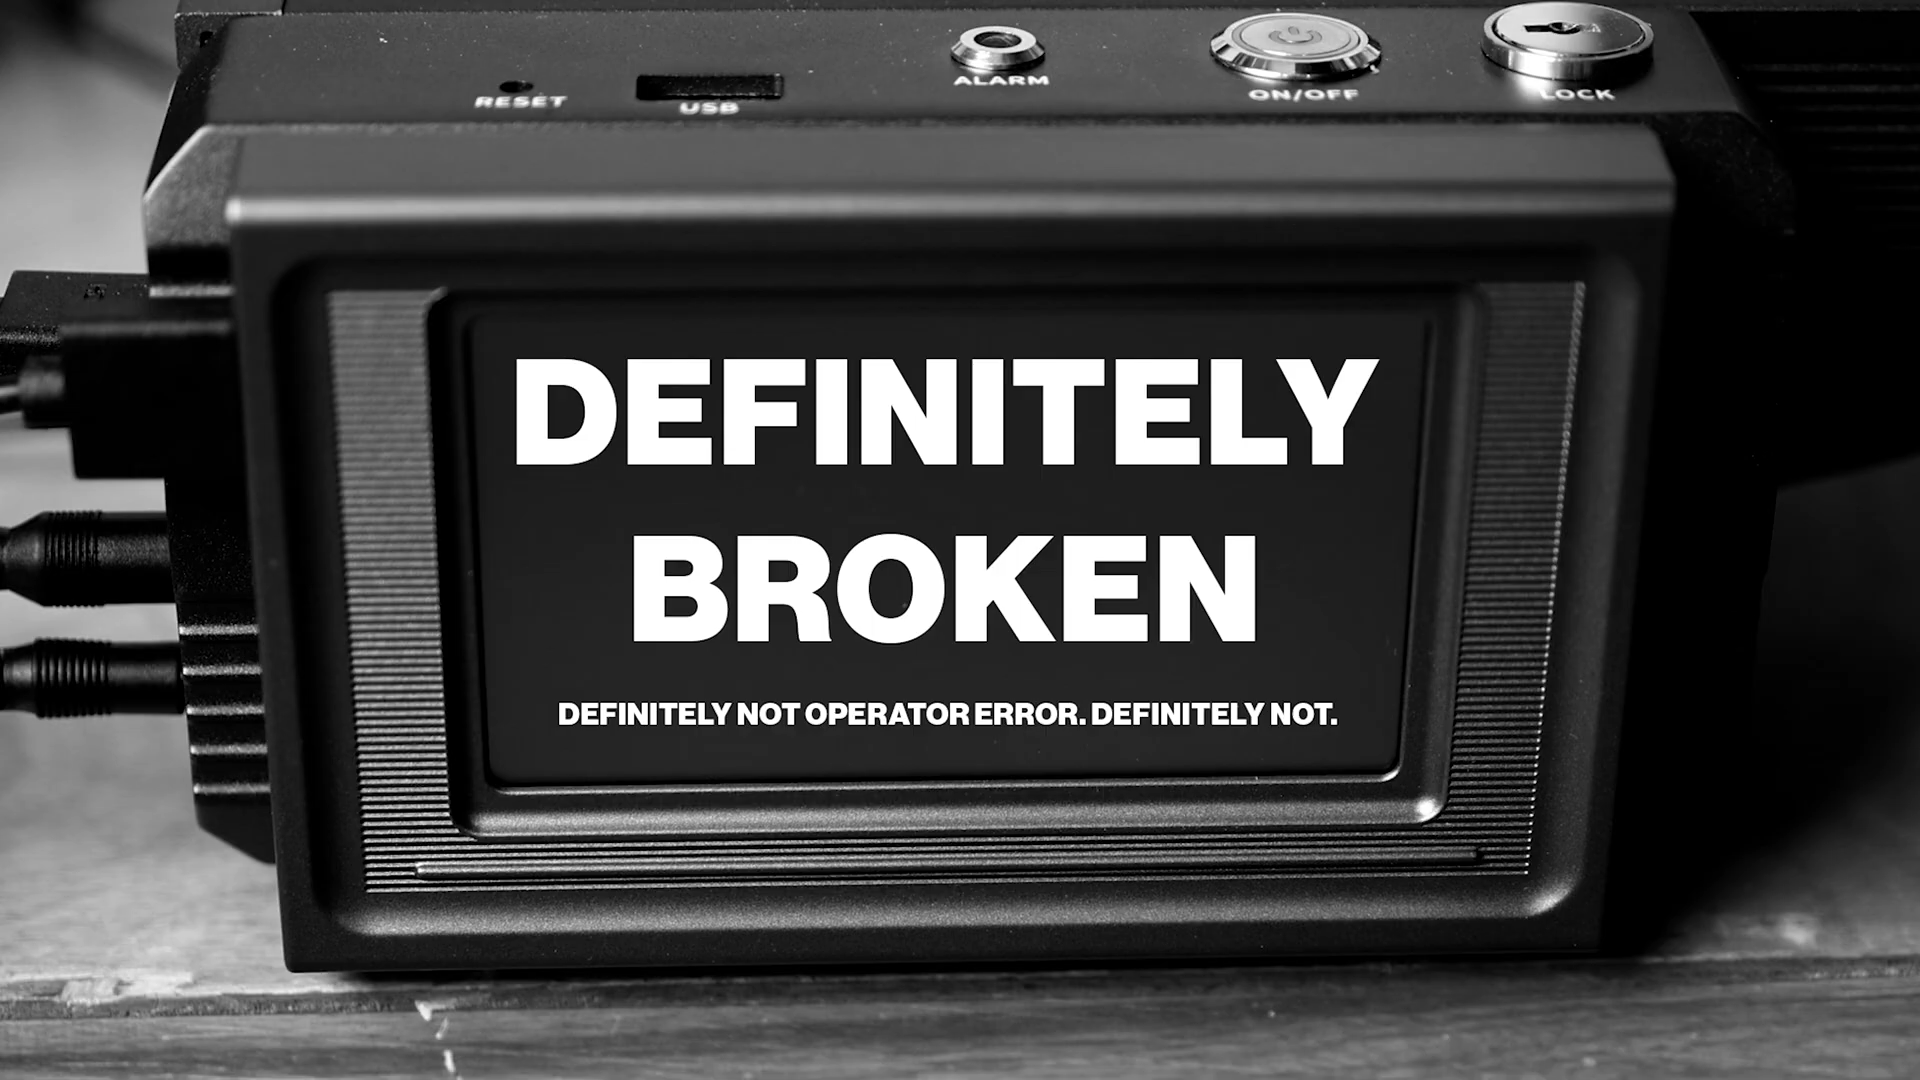 RESET
USB
ALARM
ON/OFF
LOCK
DEFINITELY
BROKEN
DEFINITELY NOT OPERATOR ERROR. DEFINITELY NOT.